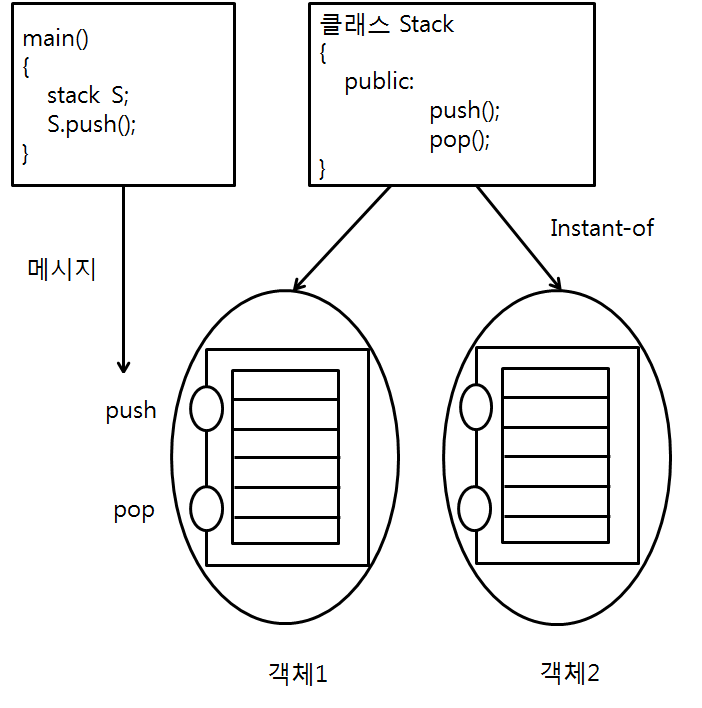 main()
{
stack S;
S.push();
}
클래스 Stack
{
public:
push();
pop();
}
Instant-of
메시지
push
pop
객체1
객체2